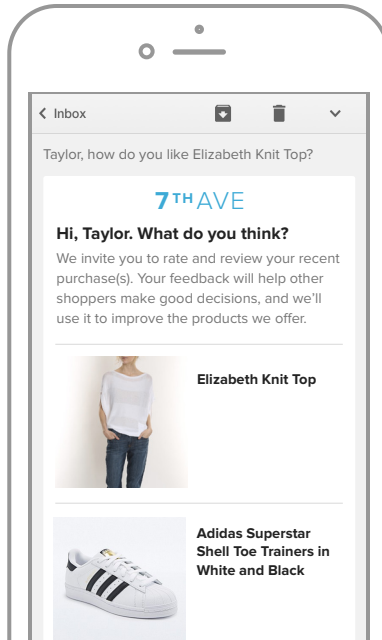 Inbox
Taylor, how do you like Elizabeth Knit Top?
7TH AVE
Hi, Taylor. What do you think?
We invite you to rate and review your recent
purchase(s). Your feedback will help other
shoppers make good decisions, and we’ll
use it to improve the products we offer.
Elizabeth Knit Top
Adidas Superstar
Shell Toe Trainers in
White and Black